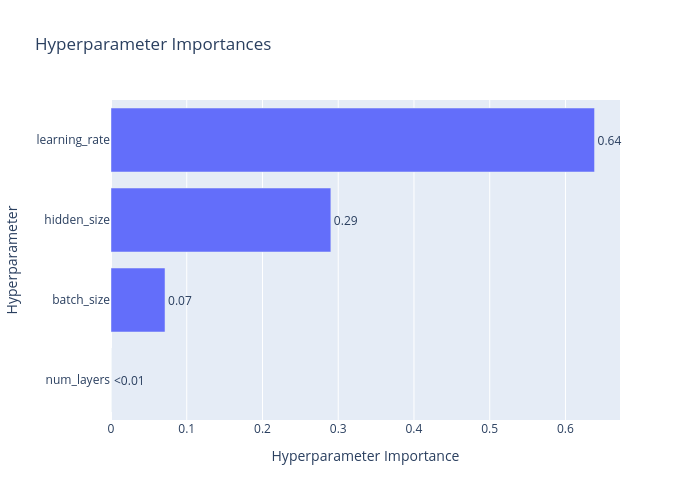 Hyperparameter Importances
Hyperparameter
learning_rate
0.64
hidden_size
0.29
batch_size
0.07
num_layers
<0.01
0 0.1 0.2 0.3 0.4 0.5 0.6
Hyperparameter Importance